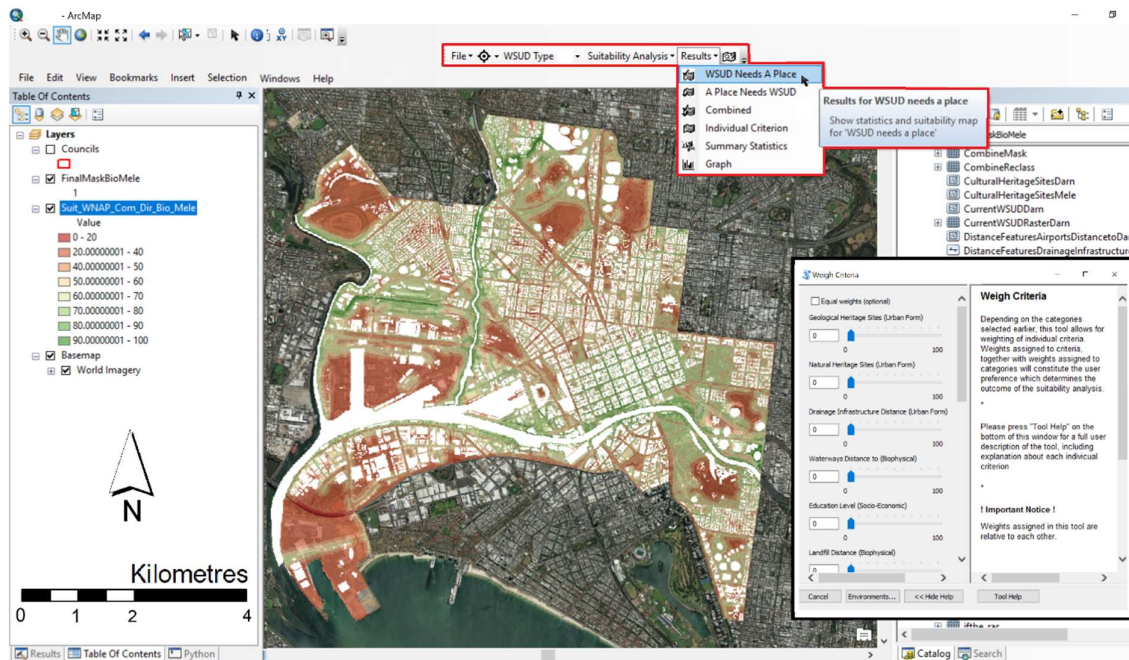 - ArcMap
File WSUD Type Suitability Analysis Results
File Edit View Bookmarks Insert Selection Windows Help
WSUD Needs A Place
A Place Needs WSUD
Combined
Individual Criterion
Summary Statistics
Graph
Results for WSUD needs a place
Show statistics and suitability map
for 'WSUD needs a place'
Table Of Contents
Layers
Councils
FinalMaskBioMele
1
Suit_WNAP_Com_Dir_Bio_Mele
Value
0 - 20
20.00000001 - 40
40.00000001 - 50
50.00000001 - 60
60.00000001 - 70
70.00000001 - 80
80.00000001 - 90
90.00000001 - 100
Basemap
World Imagery
N
Kilometres
0 1 2 4
Results Table Of Contents Python
skBioMele
CombineMask
CombineReclass
CulturalHeritageSitesDarn
CulturalHeritageSitesMele
CurrentWSUDDarn
CurrentWSUDRasterDarn
DistanceFeaturesAirportsDistancetoDar
DistanceFeaturesDrainageInfrastructure
Weigh Criteria
Equal weights (optional)
Geological Heritage Sites (Urban Form)
0
0 100
Natural Heritage Sites (Urban Form)
0
0 100
Drainage Infrastructure Distance (Urban Form)
0
0 100
Waterways Distance to (Biophysical)
0
0 100
Education Level (Socio-Economic)
0
0 100
Landfill Distance (Biophysical)
0
Cancel Environments... << Hide Help Tool Help
Weigh Criteria
Depending on the categories
selected earlier, this tool allows for
weighting of individual criteria.
Weights assigned to criteria,
together with weights assigned to
categories will constitute the user
preference which determines the
outcome of the suitability analysis.
*
Please press "Tool Help" on the
bottom of this window for a full user
description of the tool, including
explanation about each indivicual
criterion
*
! Important Notice !
Weights assigned in this tool are
relative to each other.
Catalog Search